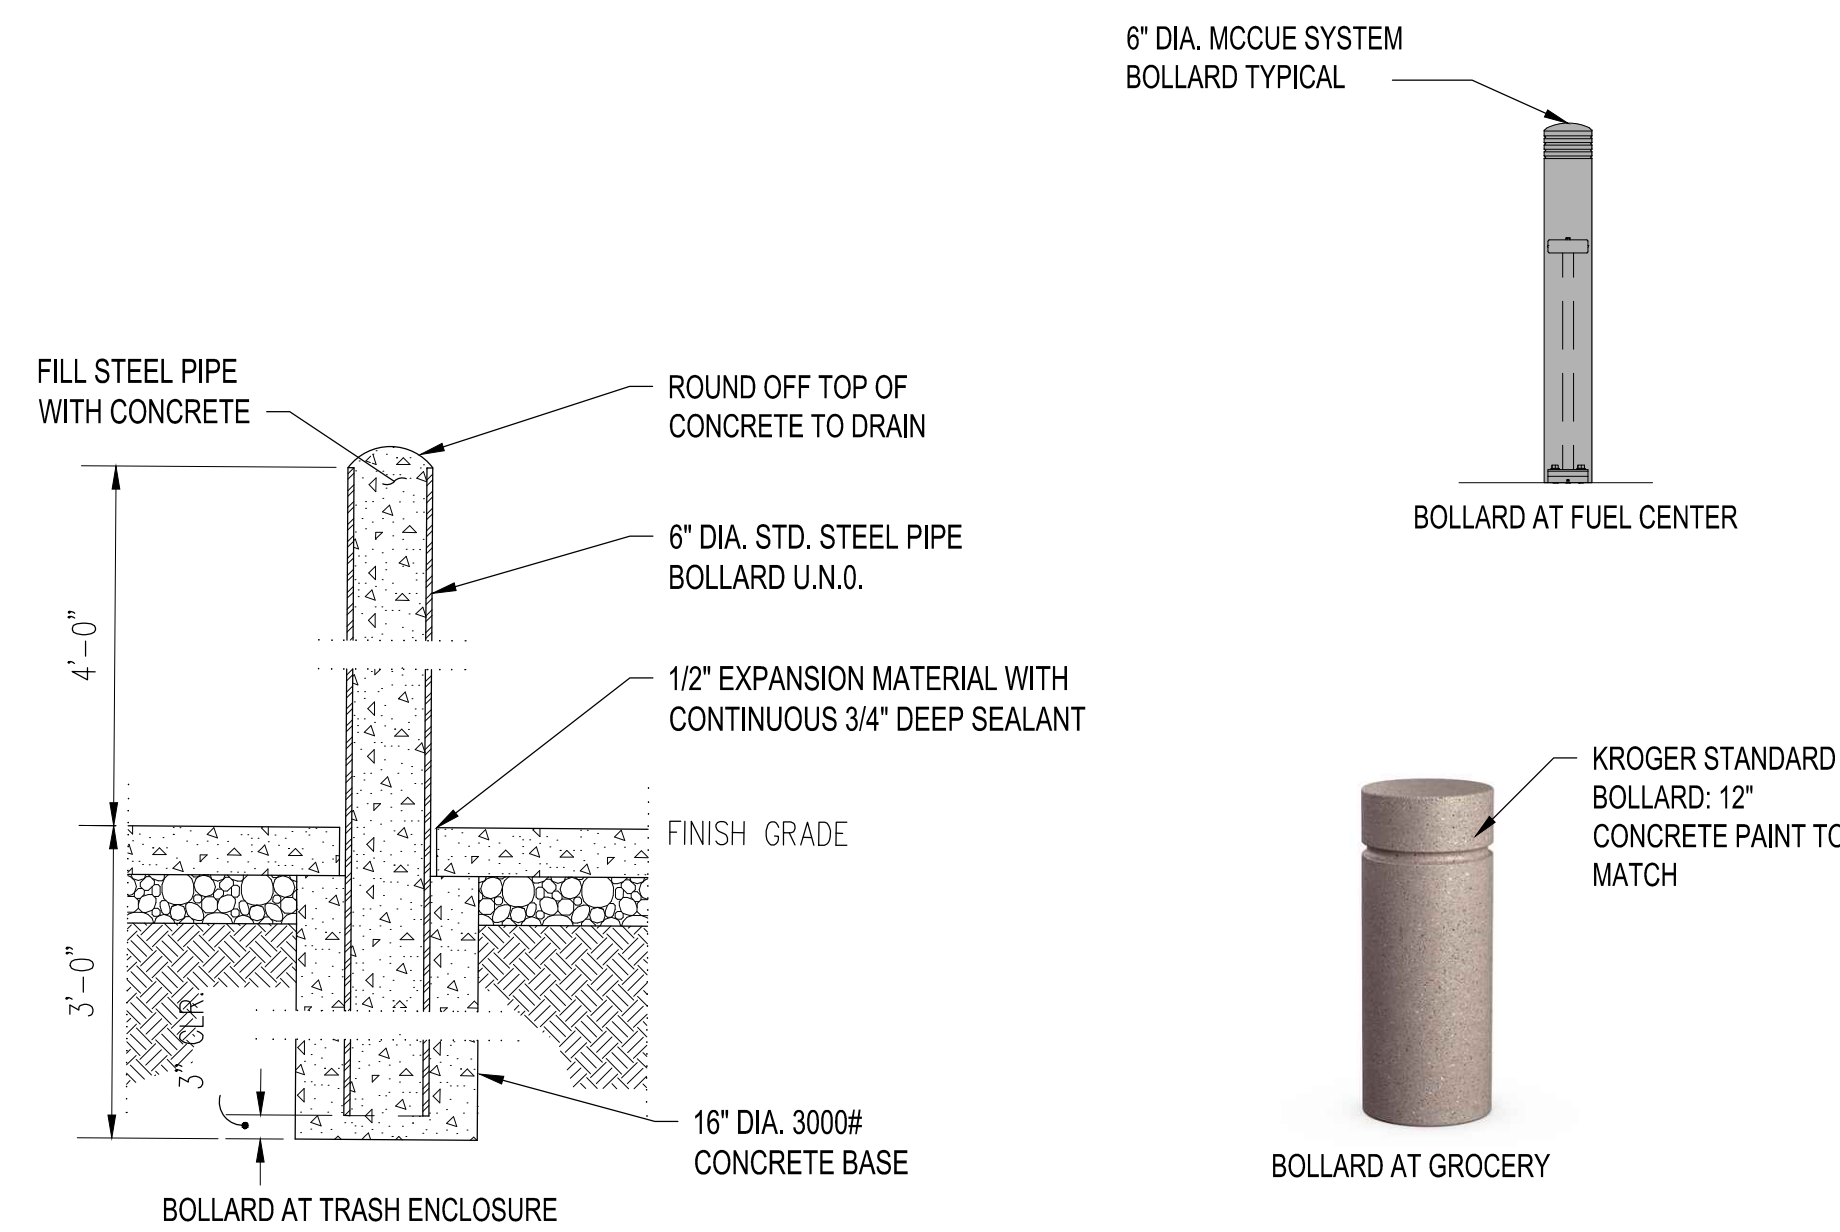 6" DIA. MCCUE SYSTEM
BOLLARD TYPICAL
BOLLARD AT FUEL CENTER
FILL STEEL PIPE
WITH CONCRETE
ROUND OFF TOP OF
CONCRETE TO DRAIN
6" DIA. STD. STEEL PIPE
BOLLARD U.N.0.
1/2" EXPANSION MATERIAL WITH
CONTINUOUS 3/4" DEEP SEALANT
4'-0"
FINISH GRADE
3'-0"
3" CLR.
16" DIA. 3000#
CONCRETE BASE
BOLLARD AT TRASH ENCLOSURE
KROGER STANDARD
BOLLARD: 12"
CONCRETE PAINT TO
MATCH
BOLLARD AT GROCERY